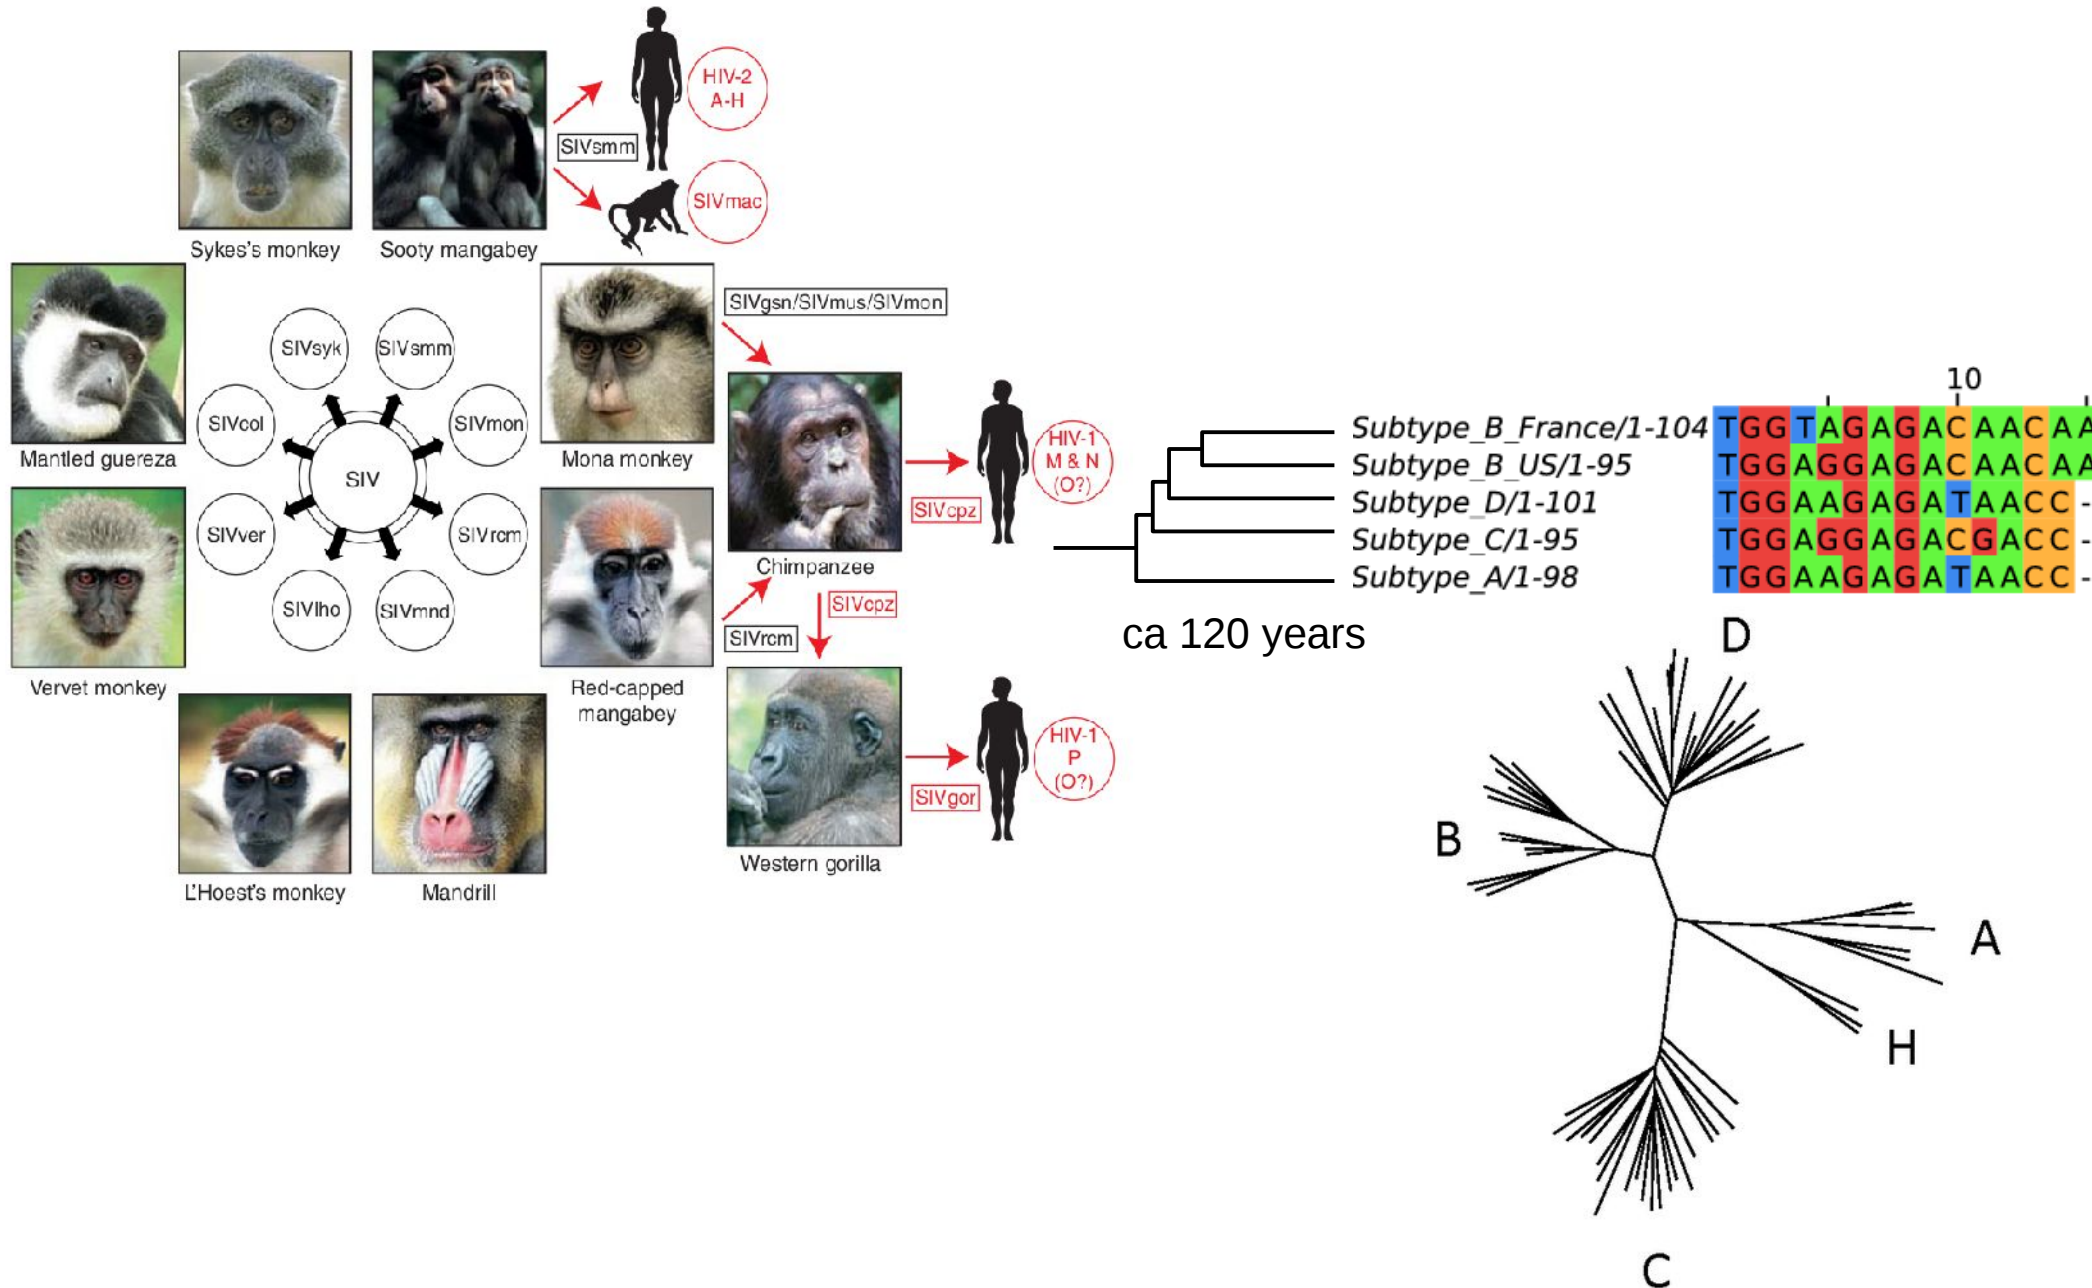 HIV-2
A-H
SIVsmm
SIVmac
Sykes's monkey
Sooty mangabey
SIVgsn/SIVmus/SIVmon
SIVsyk
SIVsmm
SIVcol
SIVmon
SIV
SIVver
SIVrcm
SIVlho
SIVmnd
Mantled guereza
Mona monkey
HIV-1
M & N
(O?)
SIVcpz
Chimpanzee
SIVcpz
SIVrcm
Vervet monkey
Red-capped
mangabey
HIV-1
P
(O?)
SIVgor
Western gorilla
L'Hoest's monkey
Mandrill
10
Subtype_B_France/1-104 TGGTAGAGACAACAA
Subtype_B_US/1-95 TGGAGGAGACAACAA
Subtype_D/1-101 TGGAAGAGATAACC-
Subtype_C/1-95 TGGAGGAGACGACC-
Subtype_A/1-98 TGGAAGAGATAACC-
ca 120 years
D
B
A
H
C